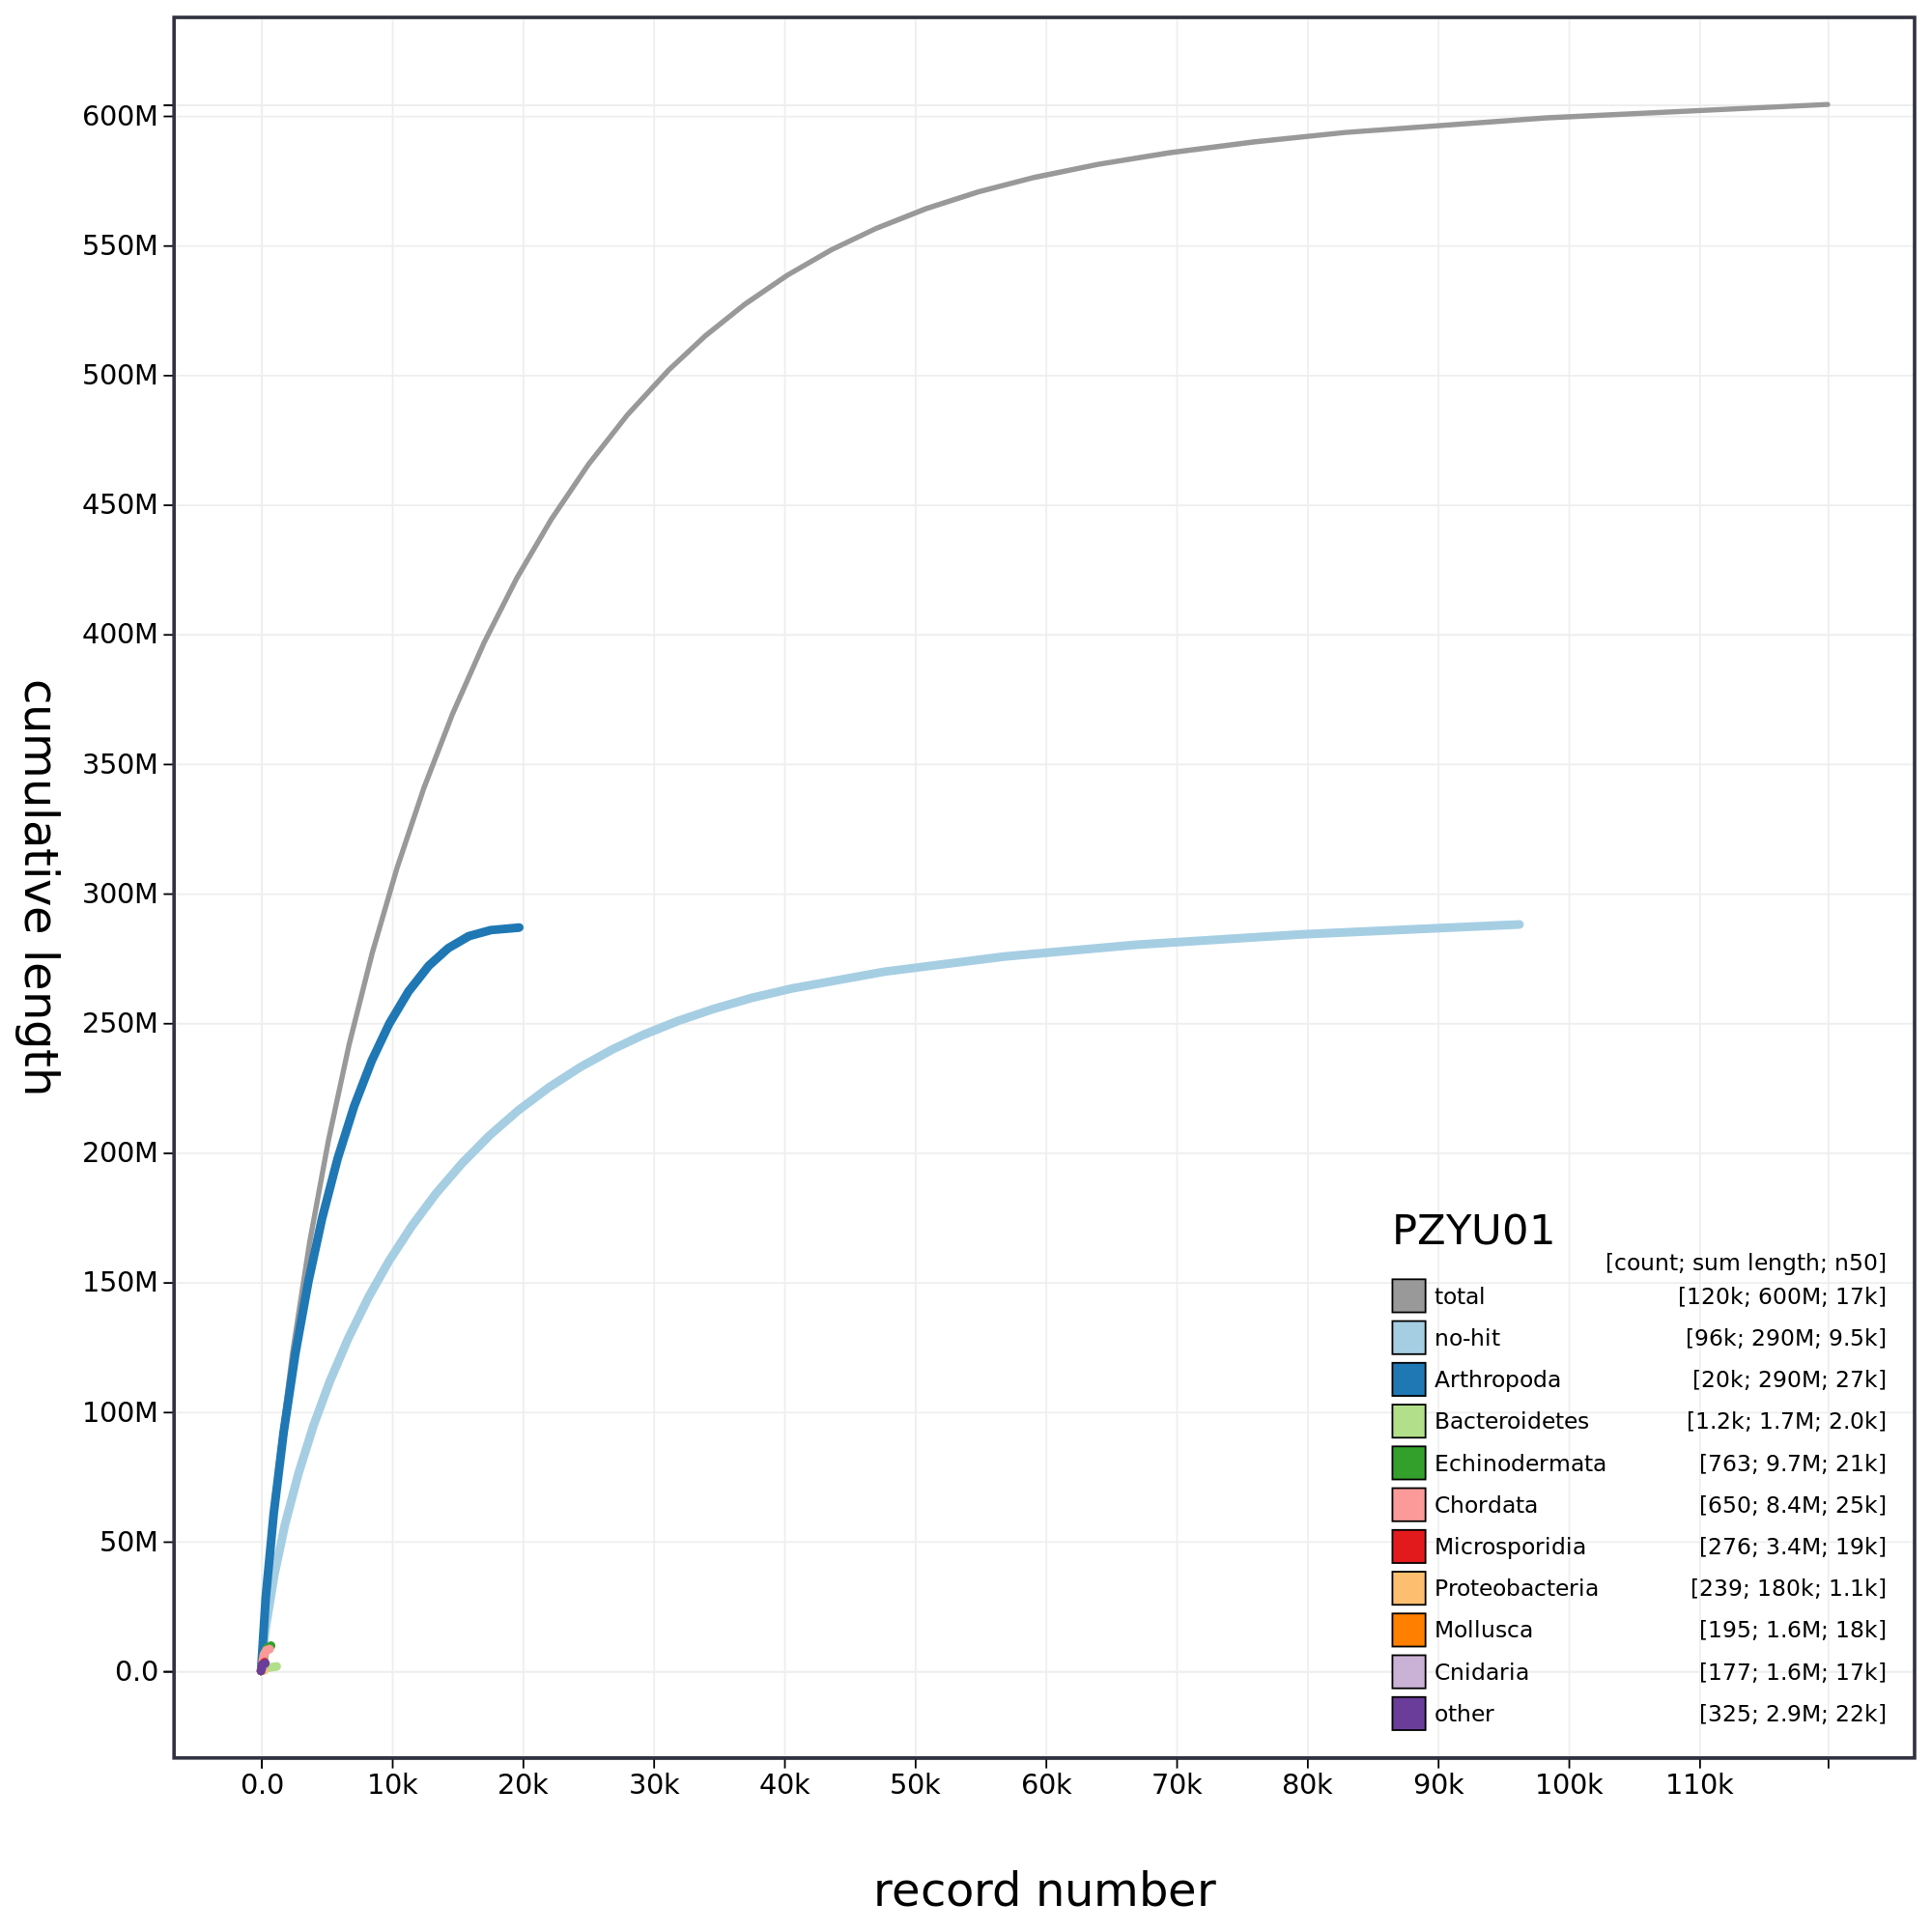 600M
550M
500M
450M
400M
350M
300M
250M
200M
150M
100M
50M
0.0
cumulative length
0.0 10k 20k 30k 40k 50k 60k 70k 80k 90k 100k 110k
record number
PZYU01
[count; sum length; n50]
total [120k; 600M; 17k]
no-hit [96k; 290M; 9.5k]
Arthropoda [20k; 290M; 27k]
Bacteroidetes [1.2k; 1.7M; 2.0k]
Echinodermata [763; 9.7M; 21k]
Chordata [650; 8.4M; 25k]
Microsporidia [276; 3.4M; 19k]
Proteobacteria [239; 180k; 1.1k]
Mollusca [195; 1.6M; 18k]
Cnidaria [177; 1.6M; 17k]
other [325; 2.9M; 22k]